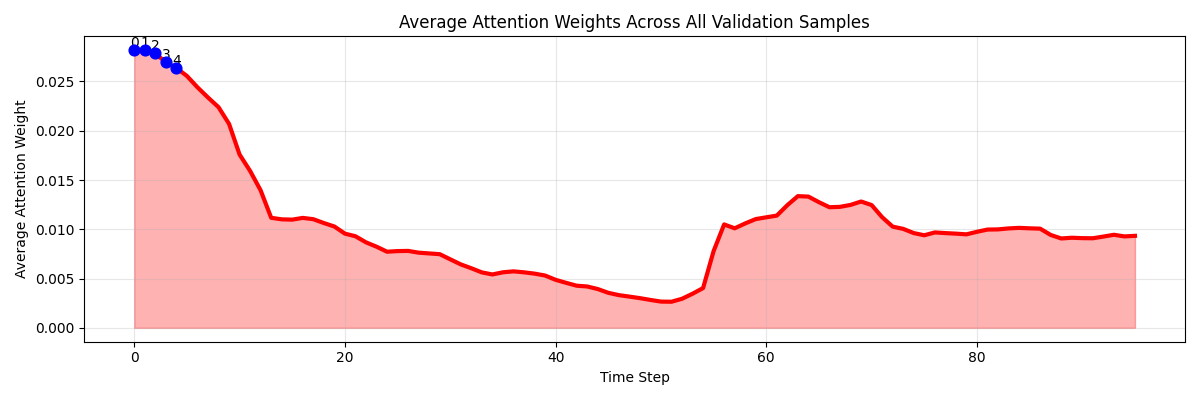 Average Attention Weights Across All Validation Samples
0 1 2 3 4
Average Attention Weight
0.025
0.020
0.015
0.010
0.005
0.000
0 20 40 60 80
Time Step